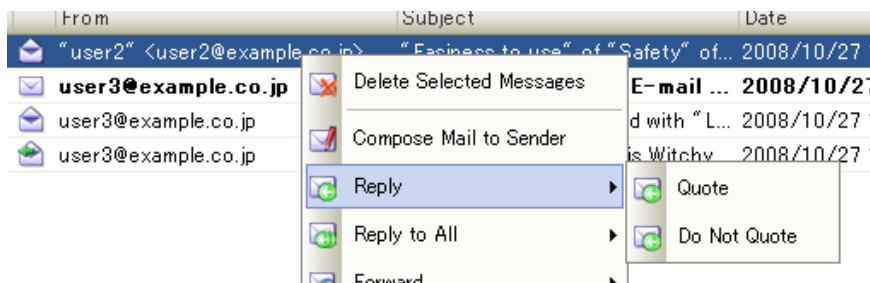 From Subject Date
"user2" <user2@example.co.jp> "Easiness to use" of "Safety" of... 2008/10/27
user3@example.co.jp E-mail ... 2008/10/27
user3@example.co.jp d with "L... 2008/10/27
user3@example.co.jp is Witchy 2008/10/27
Delete Selected Messages
Compose Mail to Sender
Reply
Quote
Do Not Quote
Reply to All
Forward